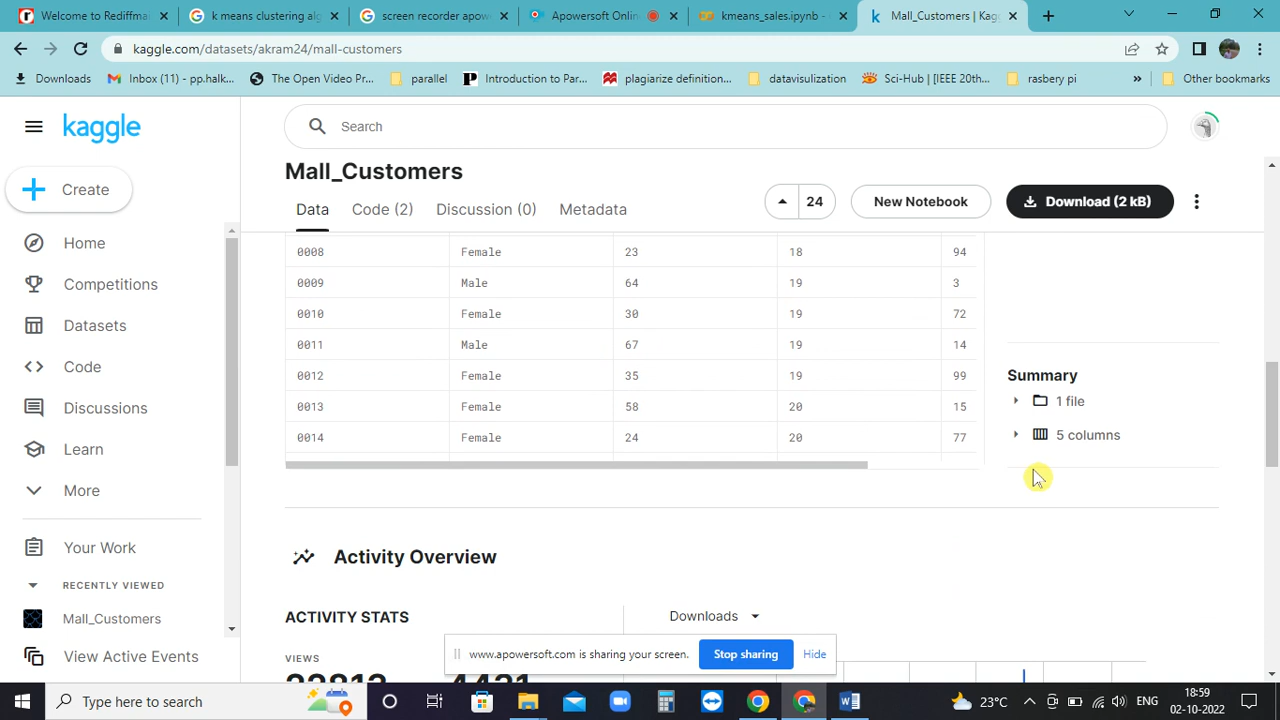 Welcome to Rediffmai
k means clustering alg
screen recorder apowe
Apowersoft Onlin
kmeans_sales.ipynb -
Mall_Customers | Kag
kaggle.com/datasets/akram24/mall-customers
Downloads
Inbox (11) - pp.halk...
The Open Video Pr...
parallel
Introduction to Par...
plagiarize definition...
datavisulization
Sci-Hub | [IEEE 20th...
rasbery pi
»
Other bookmarks
kaggle
Search
Create
Mall_Customers
24
New Notebook
Download (2 kB)
Data
Code (2)
Discussion (0)
Metadata
Home
Competitions
Datasets
Code
Discussions
Learn
More
Your Work
RECENTLY VIEWED
Mall_Customers
View Active Events
0008 Female 23 18 94
0009 Male 64 19 3
0010 Female 30 19 72
0011 Male 67 19 14
0012 Female 35 19 99
0013 Female 58 20 15
0014 Female 24 20 77
Summary
1 file
5 columns
Activity Overview
ACTIVITY STATS
Downloads
VIEWS
www.apowersoft.com is sharing your screen.
Stop sharing
Hide
Type here to search
23°C
ENG
18:59
02-10-2022